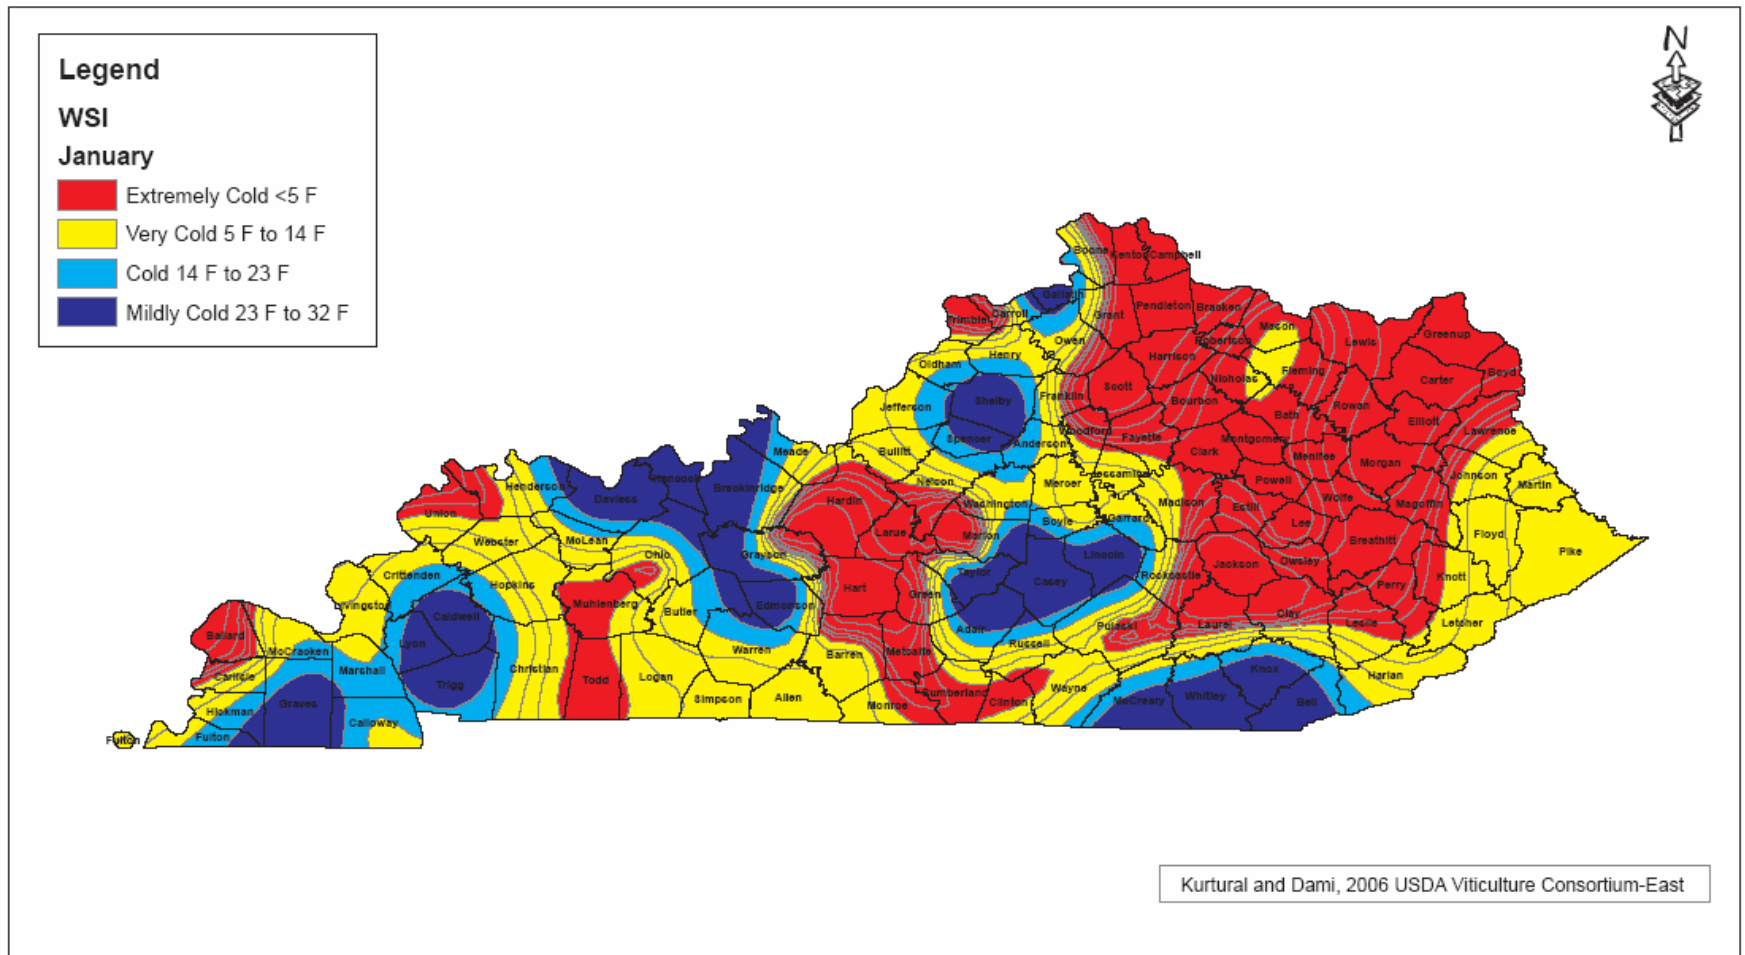 Legend
WSI
January
Extremely Cold <5 F
Very Cold 5 F to 14 F
Cold 14 F to 23 F
Mildly Cold 23 F to 32 F
N
Boone
Kenton
Campbell
Gallatin
Trimble
Carroll
Grant
Pendleton
Bracken
Mason
Owen
Robertson
Lewis
Greenup
Henry
Oldham
Harrison
Nicholas
Fleming
Carter
Boyd
Scott
Franklin
Shelby
Jefferson
Bourbon
Rowan
Bath
Elliott
Lawrence
Woodford
Fayette
Spencer
Anderson
Montgomery
Meade
Bullitt
Clark
Menifee
Morgan
Johnson
Martin
Henderson
Daviess
Hancock
Breckinridge
Nelson
Mercer
Jessamine
Powell
Wolfe
Magoffin
Union
Hardin
Washington
Madison
Estill
Lee
Boyle
Garrard
Floyd
Pike
Webster
McLean
Ohio
Grayson
Larue
Marion
Lincoln
Breathitt
Crittenden
Hopkins
Hart
Taylor
Casey
Rockcastle
Jackson
Owsley
Perry
Knott
Livingston
Caldwell
Muhlenberg
Butler
Edmonson
Green
Adair
Pulaski
Laurel
Clay
Leslie
Letcher
Ballard
McCracken
Lyon
Warren
Barren
Metcalfe
Russell
Marshall
Christian
Todd
Logan
Carlisle
Trigg
Simpson
Allen
Monroe
Cumberland
Clinton
Wayne
McCreary
Whitley
Knox
Bell
Harlan
Hickman
Graves
Calloway
Fulton
Fulton
Kurtural and Dami, 2006 USDA Viticulture Consortium-East